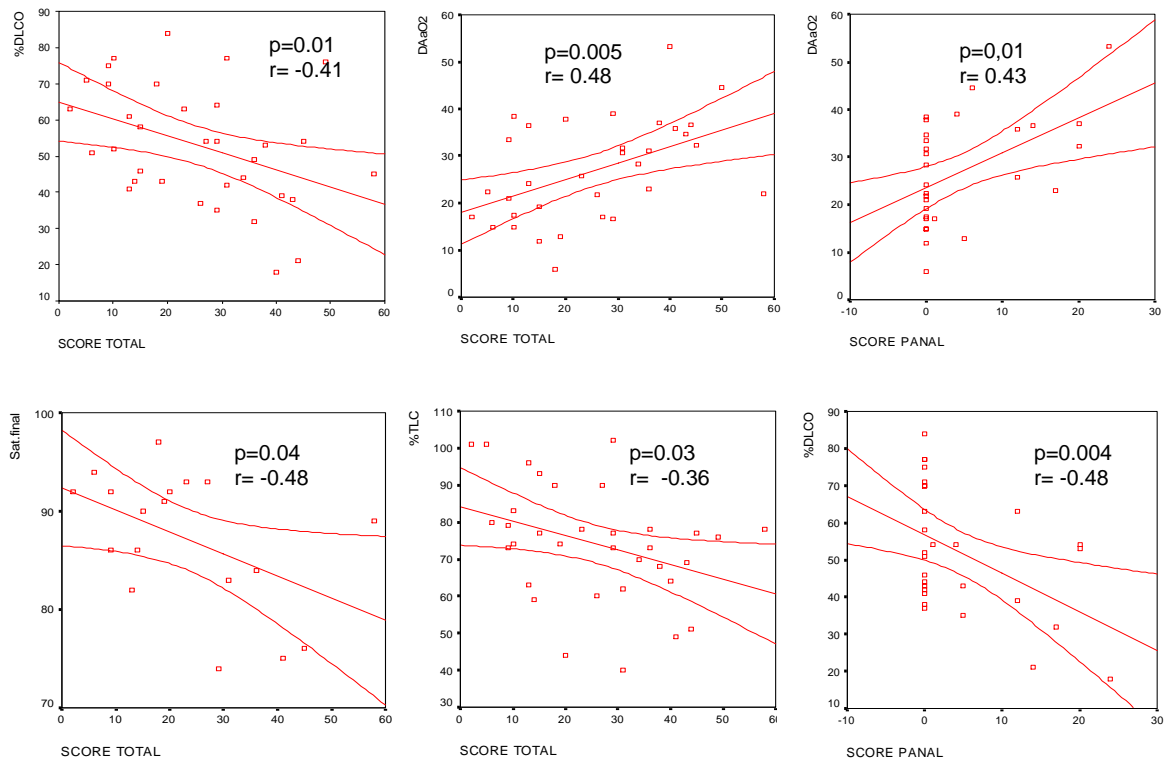 %DLCO
90
80
70
60
50
40
30
20
10
0 10 20 30 40 50 60
SCORE TOTAL
p=0.01
r= -0.41
DAaO2
60
50
40
30
20
10
0
0 10 20 30 40 50 60
SCORE TOTAL
p=0.005
r= 0.48
DAaO2
60
50
40
30
20
10
0
-10 0 10 20 30
SCORE PANAL
p=0,01
r= 0.43
Sat.final
100
90
80
70
0 10 20 30 40 50 60
SCORE TOTAL
p=0.04
r= -0.48
%TLC
110
100
90
80
70
60
50
40
30
0 10 20 30 40 50 60
SCORE TOTAL
p=0.03
r= -0.36
%DLCO
90
80
70
60
50
40
30
20
10
-10 0 10 20 30
SCORE PANAL
p=0.004
r= -0.48